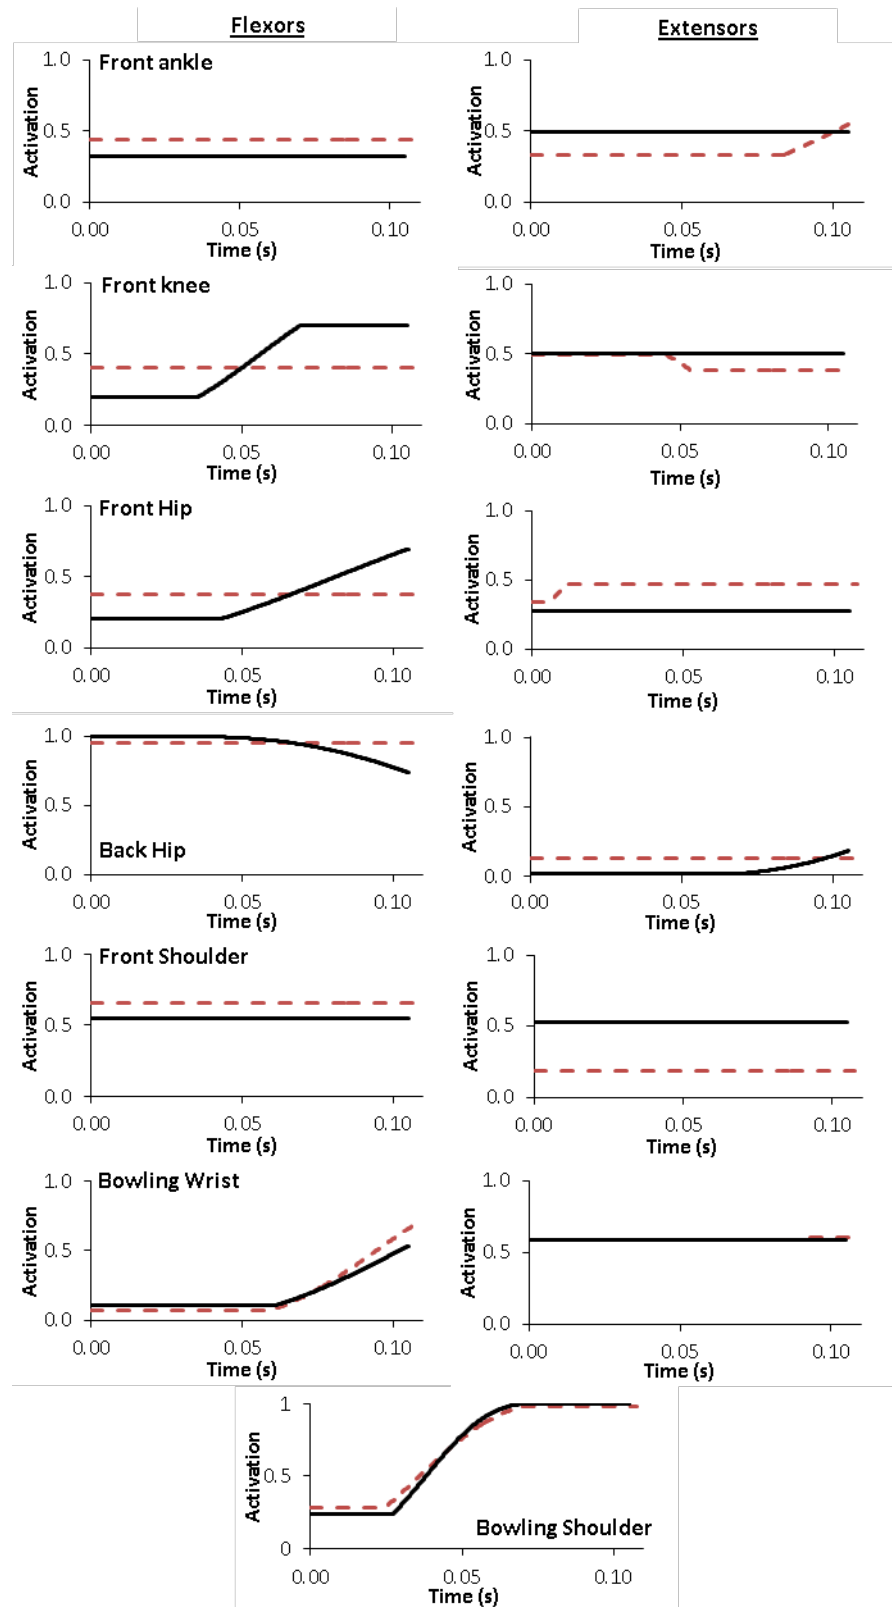 Flexors
Extensors
1.0
Front ankle
1.0
Activation
0.5
Activation
0.5
0.0
0.0
0.00
0.05
0.10
0.00
0.05
0.10
Time (s)
Time (s)
1.0
Front knee
1.0
Activation
0.5
Activation
0.5
0.0
0.0
0.00
0.05
0.10
0.00
0.05
0.10
Time (s)
Time (s)
1.0
Front Hip
1.0
Activation
0.5
Activation
0.5
0.0
0.0
0.00
0.05
0.10
0.00
0.05
0.10
Time (s)
Time (s)
1.0
1.0
Activation
0.5
Activation
0.5
Back Hip
0.0
0.0
0.00
0.05
0.10
0.00
0.05
0.10
Time (s)
Time (s)
1.0
Front Shoulder
1.0
Activation
0.5
Activation
0.5
0.0
0.0
0.00
0.05
0.10
0.00
0.05
0.10
Time (s)
Time (s)
1.0
Bowling Wrist
1.0
Activation
0.5
Activation
0.5
0.0
0.0
0.00
0.05
0.10
0.00
0.05
0.10
Time (s)
Time (s)
1
Activation
0.5
Bowling Shoulder
0
0.00
0.05
0.10
Time (s)